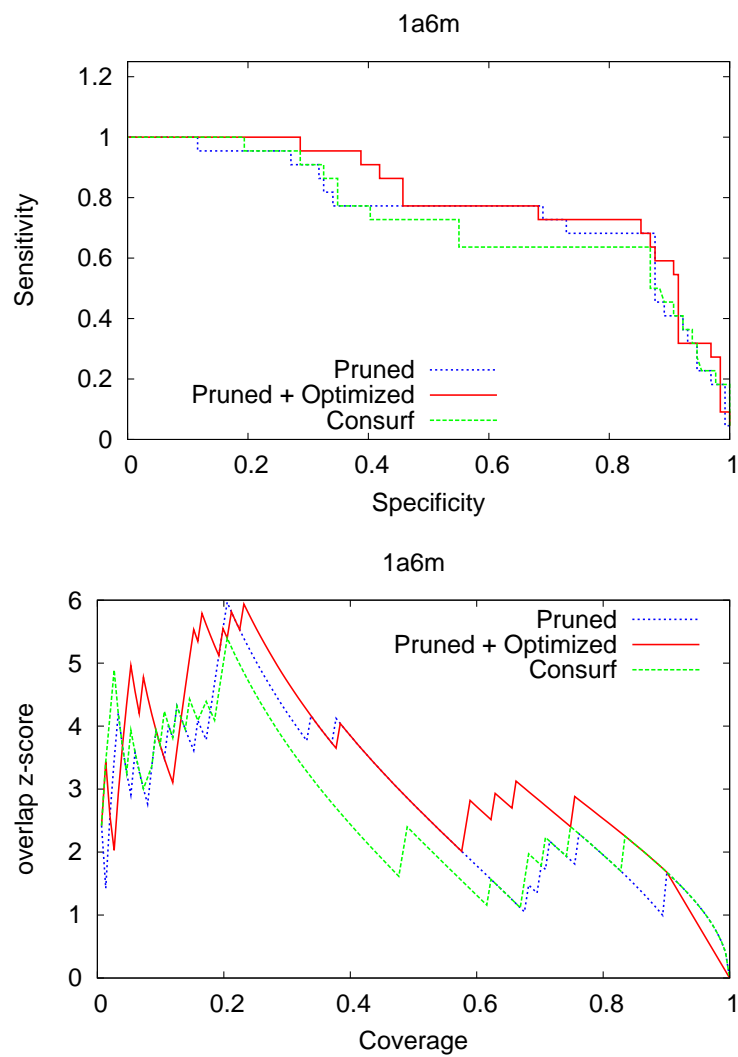 1a6m
1.2
1
0.8
0.6
0.4
0.2
0
Sensitivity
Pruned
Pruned + Optimized
Consurf
0 0.2 0.4 0.6 0.8 1
Specificity
1a6m
6
5
4
3
2
1
0
overlap z-score
Pruned
Pruned + Optimized
Consurf
0 0.2 0.4 0.6 0.8 1
Coverage